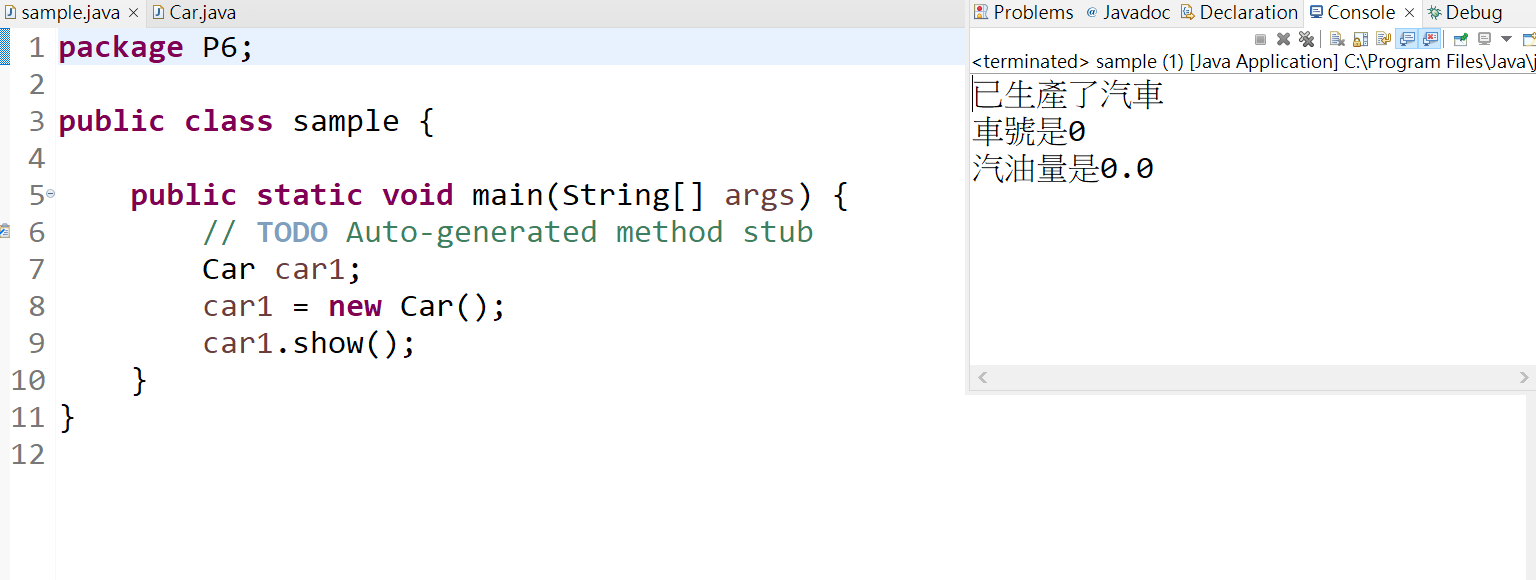 sample.java
Car.java
1 package P6;
2
3 public class sample {
4
5 public static void main(String[] args) {
6 // TODO Auto-generated method stub
7 Car car1;
8 car1 = new Car();
9 car1.show();
10 }
11 }
12
Problems @ Javadoc Declaration Console Debug
<terminated> sample (1) [Java Application] C:\Program Files\Java\j
已生產了汽車
車號是0
汽油量是0.0